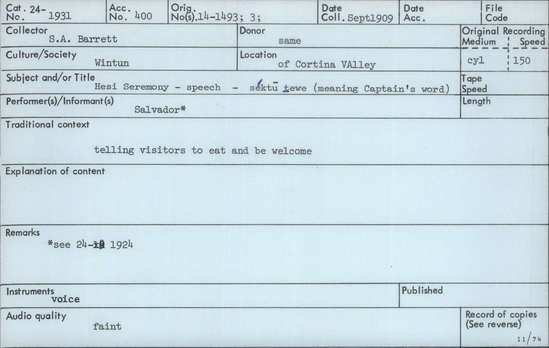 Cat. 24-
No. 1931
Acc.
No. 400
Orig.
No(s).14-1493; 3;
Date
Coll. Sept1909
Date
Acc.
File
Code
Collector
S.A. Barrett
Donor
same
Original Recording
Medium Speed
cyl 150
Culture/Society
Wintun
Location
of Cortina VAlley
Subject and/or Title
Hesi Seremony - speech - sektū tewe (meaning Captain's word)
Tape
Speed
Performer(s)/Informant(s)
Salvador*
Length
Traditional context
telling visitors to eat and be welcome
Explanation of content
Remarks
*see 24- 1924
Instruments
voice
Published
Audio quality
faint
Record of copies
(See reverse)
11/74